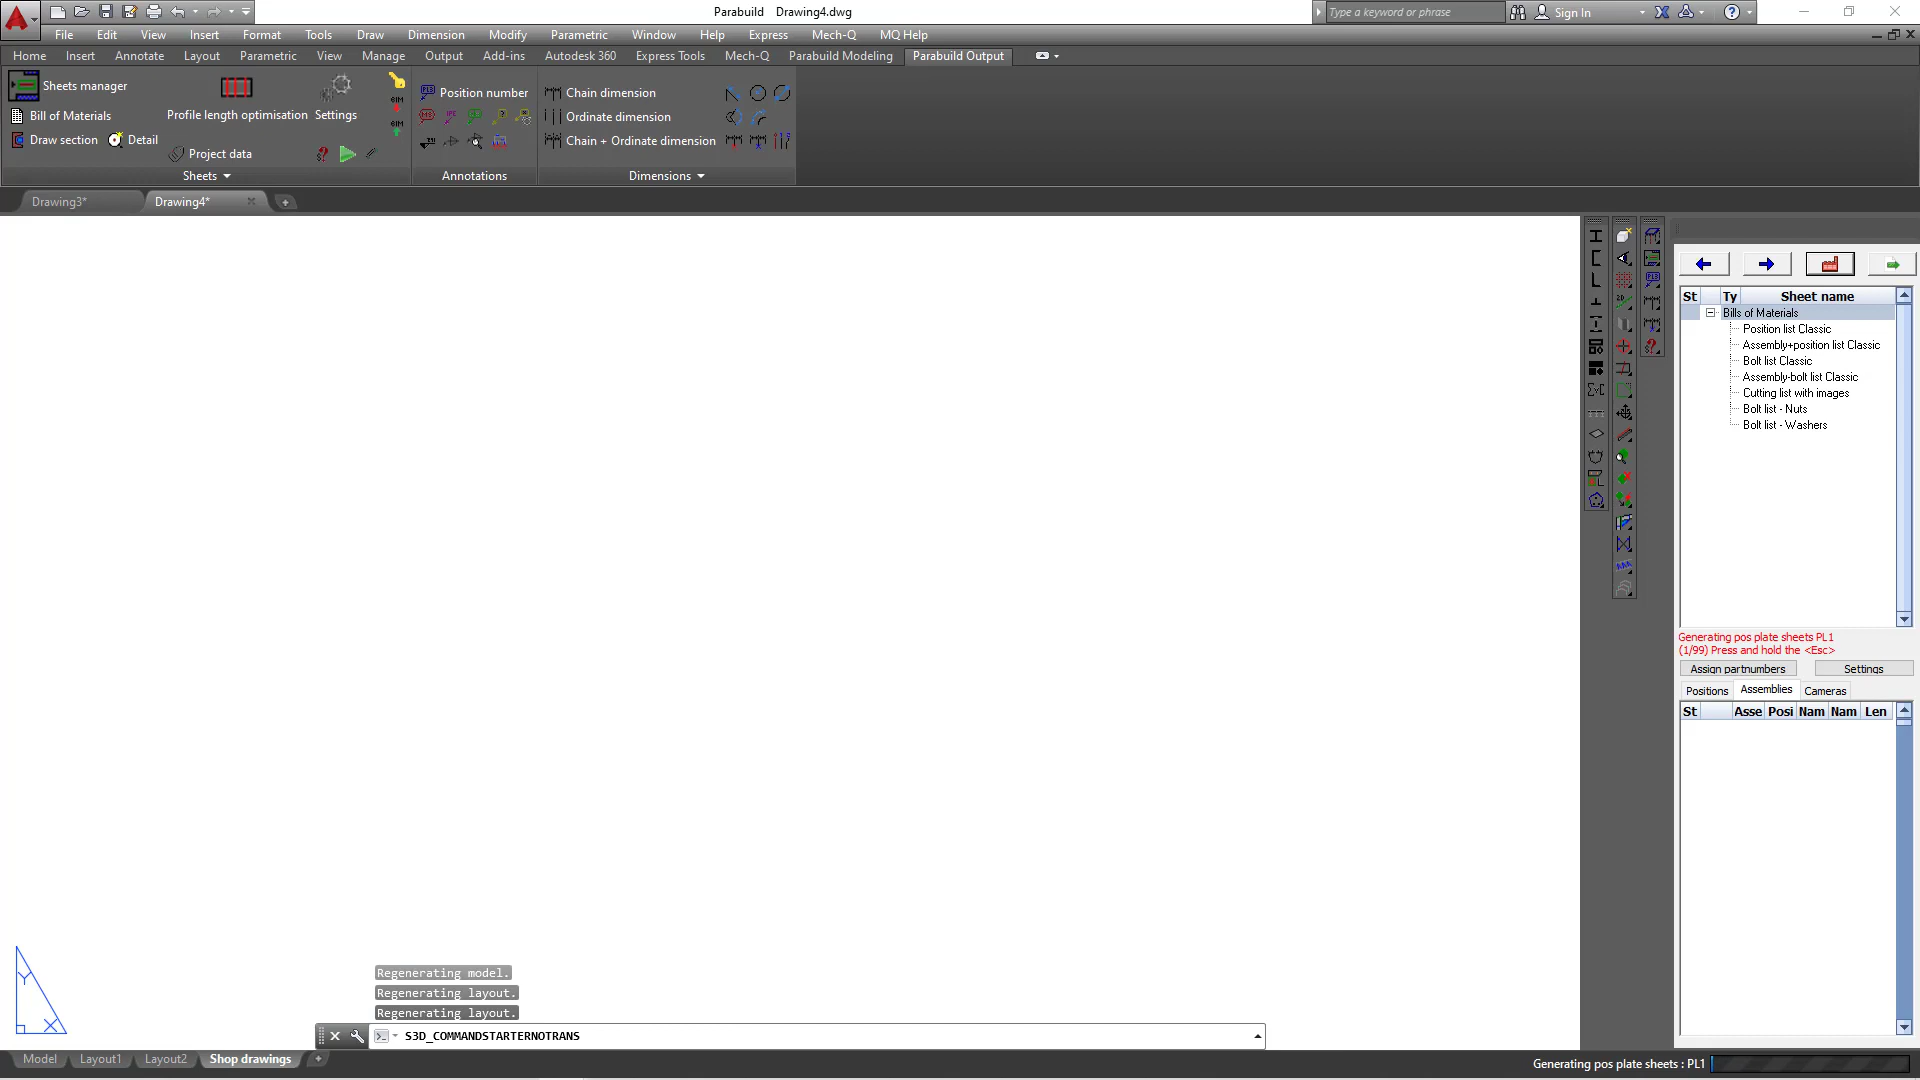 Parabuild Drawing4.dwg
Type a keyword or phrase
Sign In
File Edit View Insert Format Tools Draw Dimension Modify Parametric Window Help Express Mech-Q MQ Help
Home Insert Annotate Layout Parametric View Manage Output Add-ins Autodesk 360 Express Tools Mech-Q Parabuild Modeling Parabuild Output
Sheets manager
Bill of Materials
Draw section
Detail
Profile length optimisation
Settings
Project data
Sheets
Position number
Annotations
Chain dimension
Ordinate dimension
Chain + Ordinate dimension
Dimensions
Drawing3*
Drawing4*
St Ty Sheet name
Bills of Materials
Position list Classic
Assembly+position list Classic
Bolt list Classic
Assembly-bolt list Classic
Cutting list with images
Bolt list - Nuts
Bolt list - Washers
Generating pos plate sheets PL1
(1/99) Press and hold the <Esc>
Assign partnumbers
Settings
Positions Assemblies Cameras
St Asse Posi Nam Nam Len
Y
X
Regenerating model.
Regenerating layout.
Regenerating layout.
S3D_COMMANDSTARTERNOTRANS
Model Layout1 Layout2 Shop drawings
Generating pos plate sheets : PL1